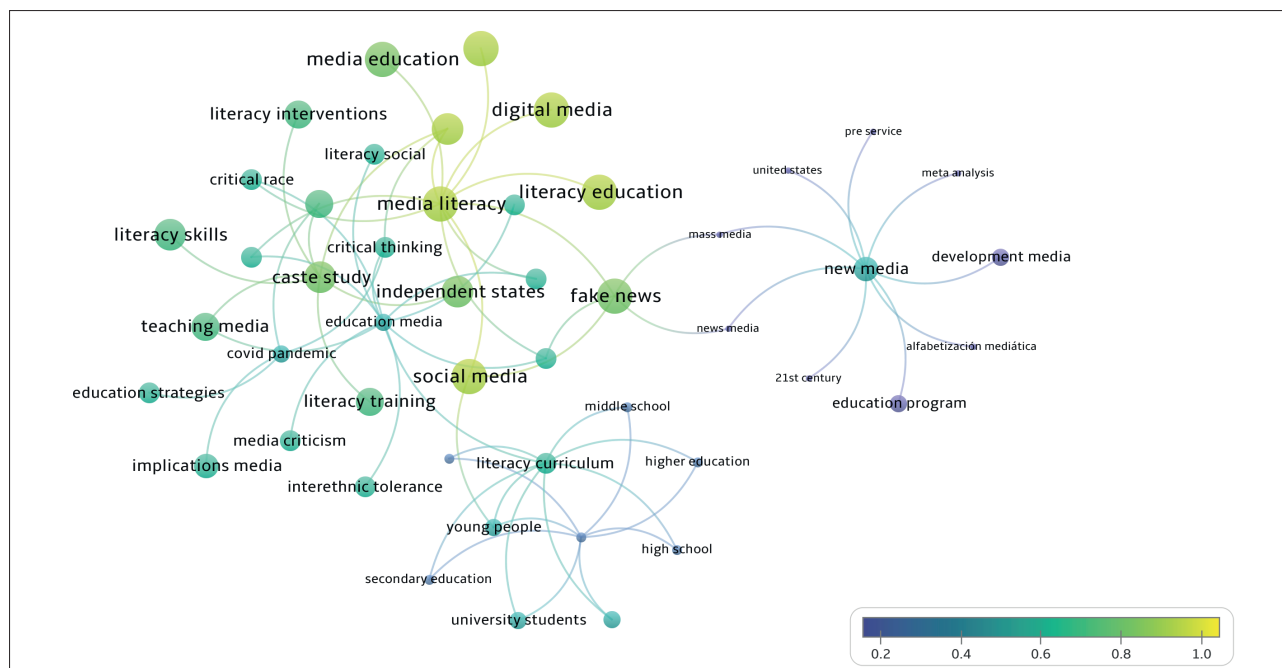 media education
digital media
literacy interventions
pre service
literacy social
united states
meta analysis
critical race
literacy education
media literacy
literacy skills
mass media
critical thinking
development media
new media
caste study
independent states
fake news
teaching media
education media
news media
alfabetización mediática
covid pandemic
social media
21st century
education strategies
literacy training
education program
middle school
media criticism
literacy curriculum
higher education
implications media
interethnic tolerance
young people
high school
secondary education
university students
0.2 0.4 0.6 0.8 1.0